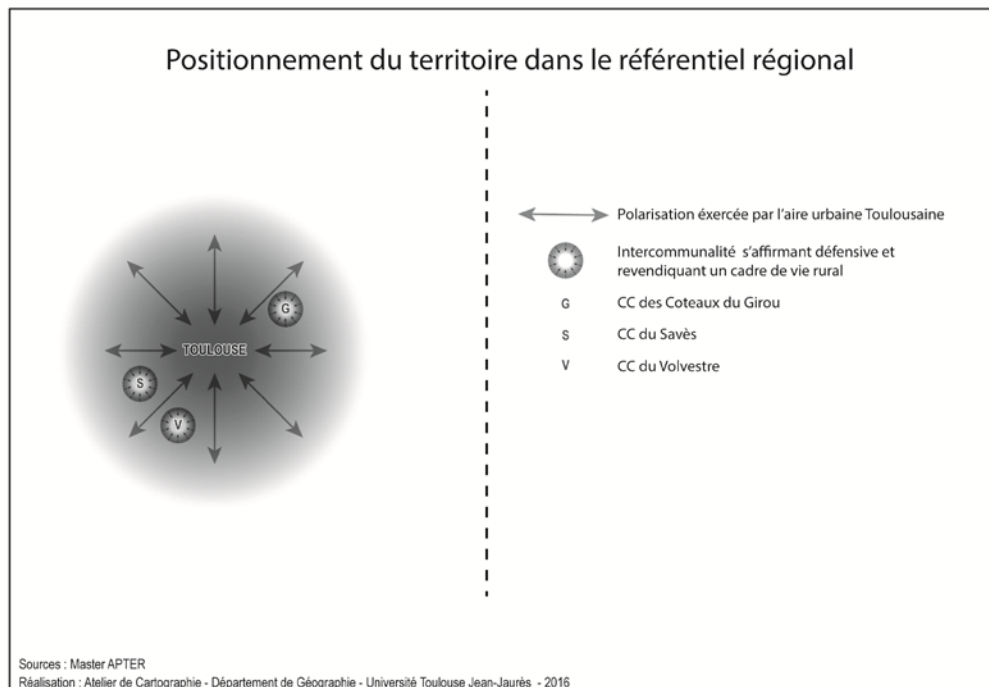 Positionnement du territoire dans le référentiel régional
TOULOUSE
G
S
V
Polarisation éxercée par l'aire urbaine Toulousaine
Intercommunalité s'affirmant défensive et
revendiquant un cadre de vie rural
G CC des Coteaux du Girou
S CC du Savès
V CC du Volvestre
Sources : Master APTER
Réalisation : Atelier de Cartographie - Département de Géographie - Université Toulouse Jean-Jaurès - 2016